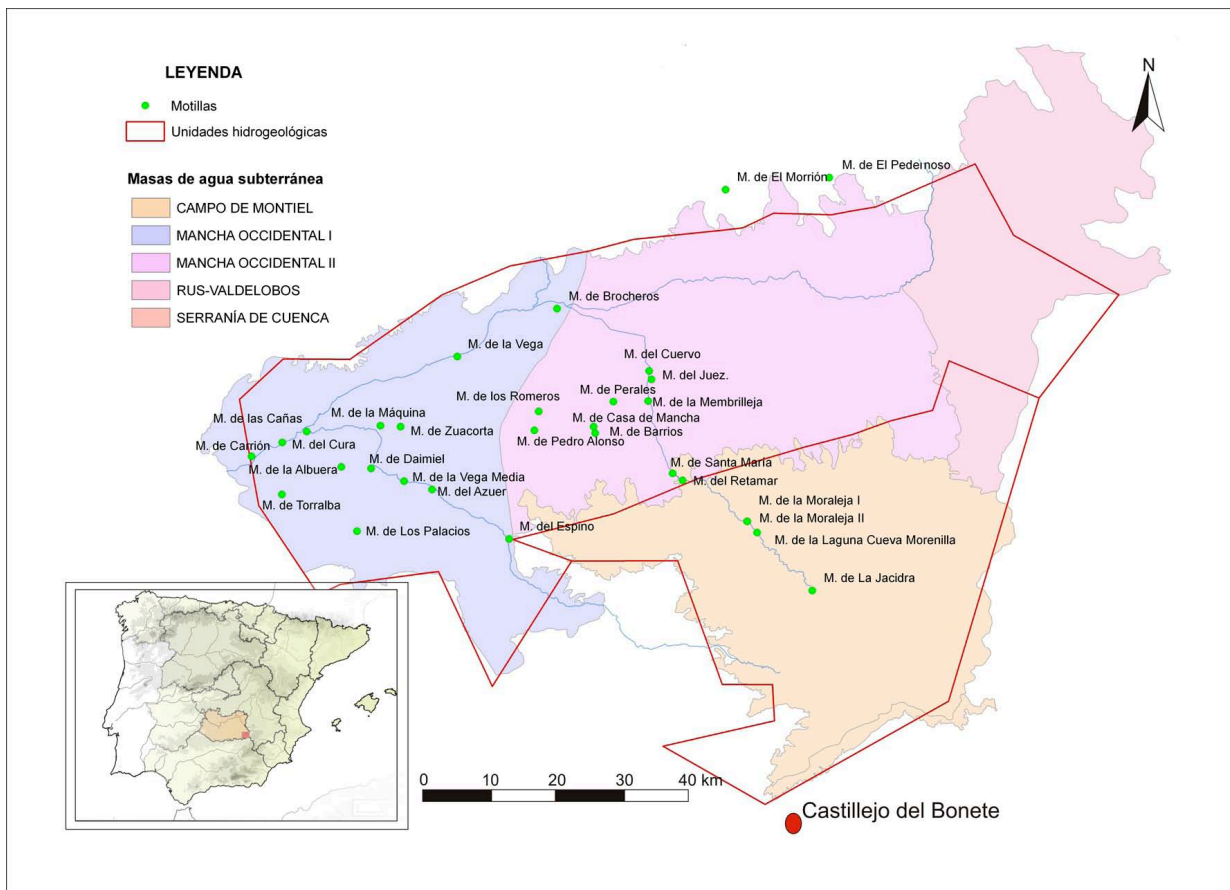 LEYENDA
Motillas
Unidades hidrogeológicas
Masas de agua subterránea
CAMPO DE MONTIEL
MANCHA OCCIDENTAL I
MANCHA OCCIDENTAL II
RUS-VALDELOBOS
SERRANÍA DE CUENCA
N
M. de El Pedernoso
M. de El Morrión
M. de Brocheros
M. de la Vega
M. del Cuervo
M. del Juez.
M. de Perales
M. de los Romeros
M. de la Membrilleja
M. de la Máquina
M. de las Cañas
M. de Casa de Mancha
M. de Zuacorta
M. de Barrios
M. de Pedro Alonso
M. de Carrión
M. del Cura
M. de Daimiel
M. de la Albuera
M. de Santa María
M. de la Vega Media
M. del Retamar
M. del Azuer
M. de Torralba
M. de la Moraleja I
M. de la Moraleja II
M. de Los Palacios
M. del Espino
M. de la Laguna Cueva Morenilla
M. de La Jacidra
0 10 20 30 40 km
Castillejo del Bonete